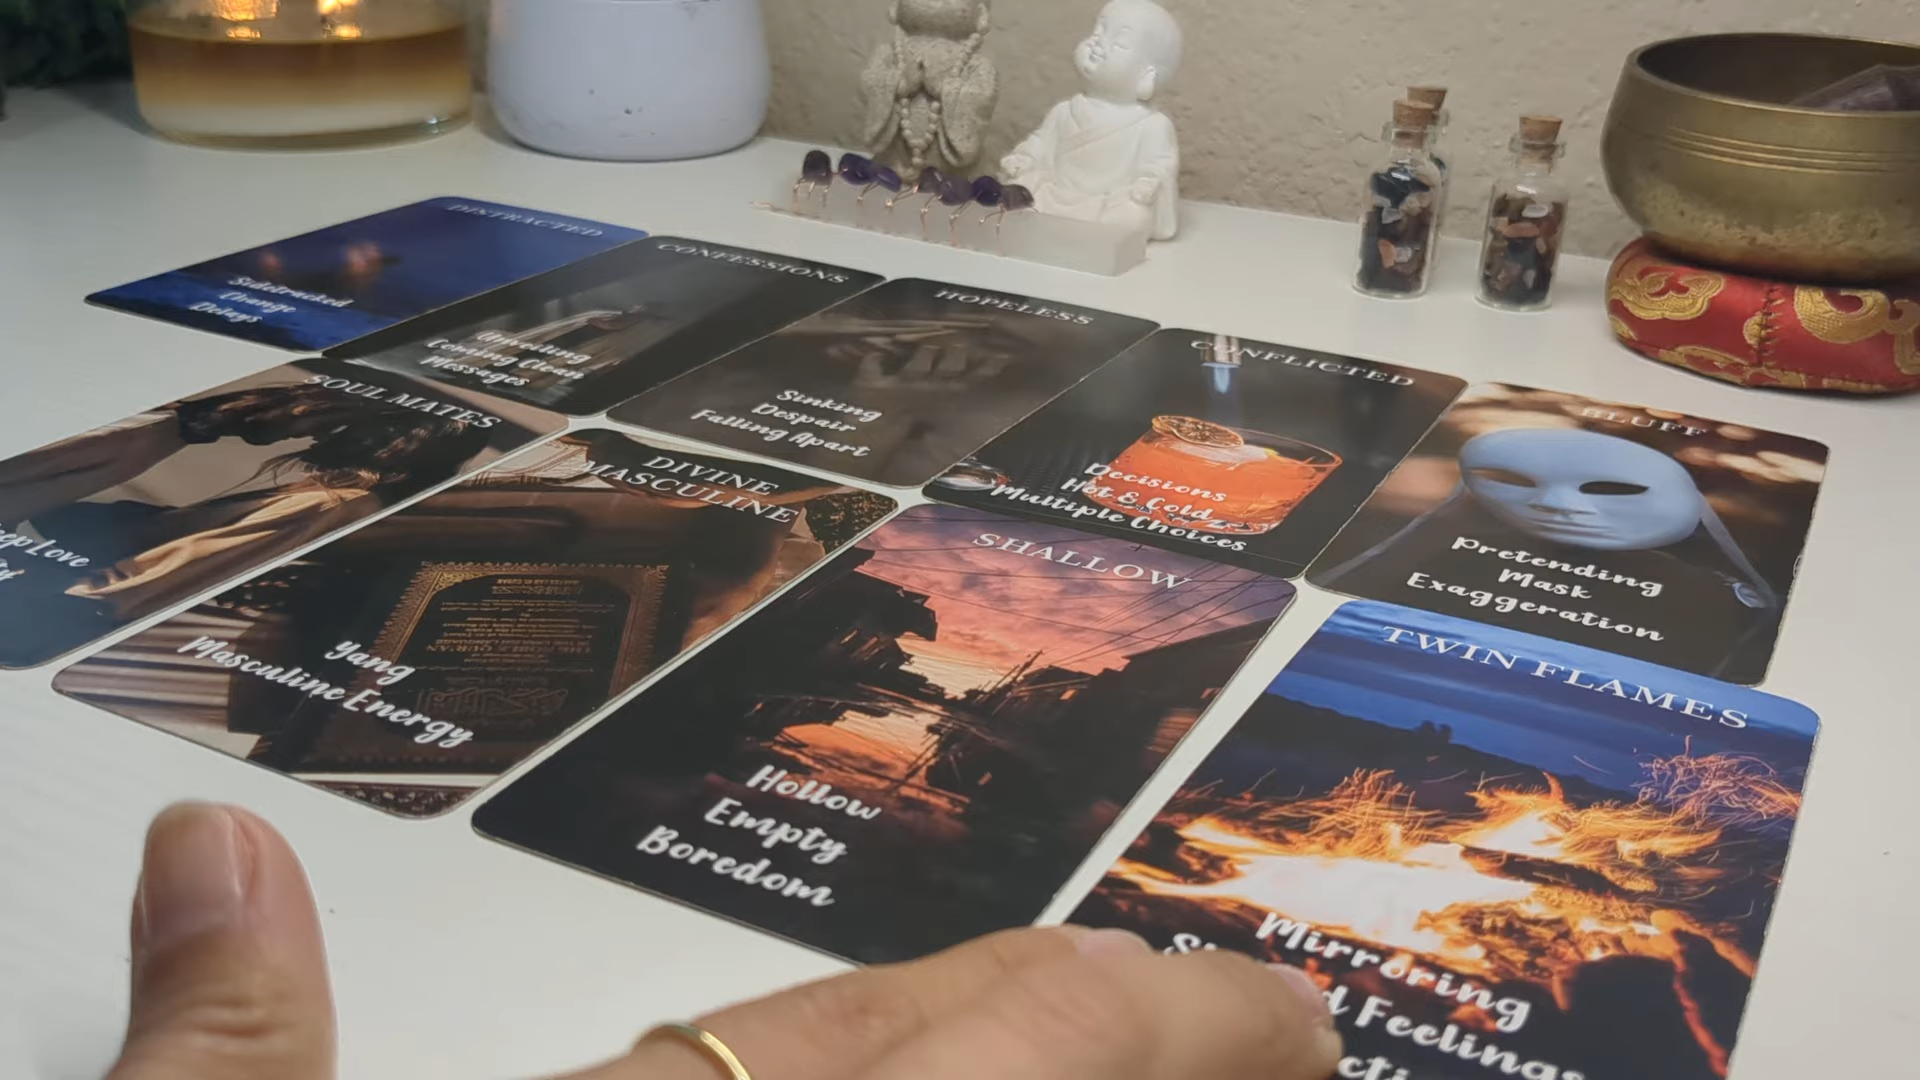 DISTRACTED
Sidetracked
Change
Delays
CONFESSIONS
Coming Clean
Messages
HOPELESS
Sinking
Despair
Falling Apart
CONFLICTED
Decisions
Hot & Cold
Multiple Choices
BLUFF
Pretending
Mask
Exaggeration
SOUL MATES
Love
DIVINE
MASCULINE
Yang
Masculine Energy
SHALLOW
Hollow
Empty
Boredom
TWIN FLAMES
Mirroring
Feelings